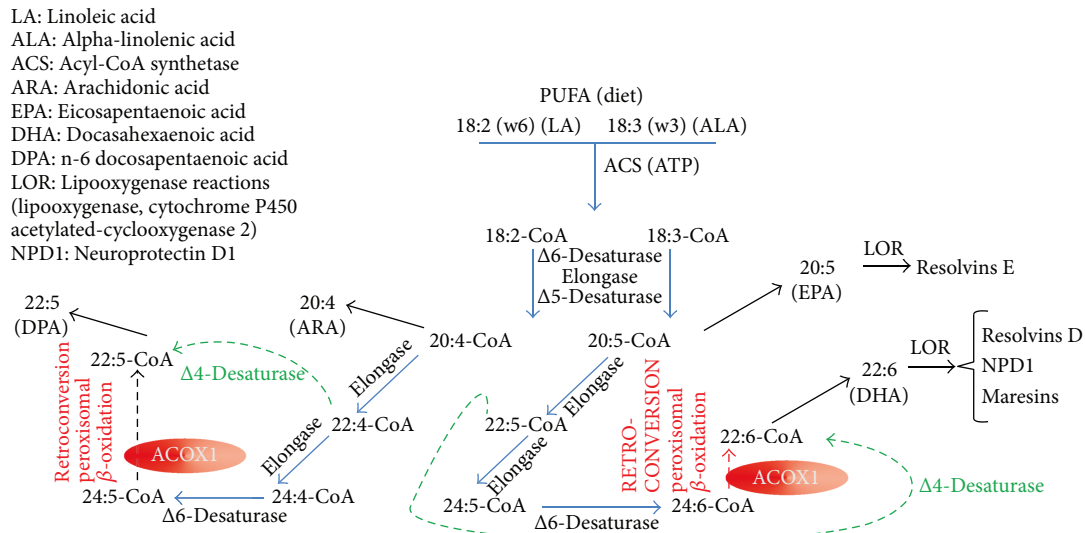 LA: Linoleic acid
ALA: Alpha-linolenic acid
ACS: Acyl-CoA synthetase
ARA: Arachidonic acid
EPA: Eicosapentaenoic acid
DHA: Docasahexaenoic acid
DPA: n-6 docosapentaenoic acid
LOR: Lipooxygenase reactions
(lipooxygenase, cytochrome P450
acetylated-cyclooxygenase 2)
NPD1: Neuroprotectin D1
PUFA (diet)
18:2 (w6) (LA)
18:3 (w3) (ALA)
ACS (ATP)
18:2-CoA
18:3-CoA
Δ6-Desaturase
Elongase
Δ5-Desaturase
20:5
(EPA)
LOR
Resolvins E
22:5
(DPA)
20:4
(ARA)
20:4-CoA
20:5-CoA
22:5-CoA
Δ4-Desaturase
Elongase
Elongase
22:4-CoA
22:5-CoA
Elongase
Elongase
Retroconversion
peroxisomal
β-oxidation
ACOX1
24:5-CoA
24:4-CoA
Δ6-Desaturase
24:5-CoA
Δ6-Desaturase
24:6-CoA
RETRO-
CONVERSION
peroxisomal
β-oxidation
ACOX1
22:6-CoA
Δ4-Desaturase
22:6
(DHA)
LOR
Resolvins D
NPD1
Maresins